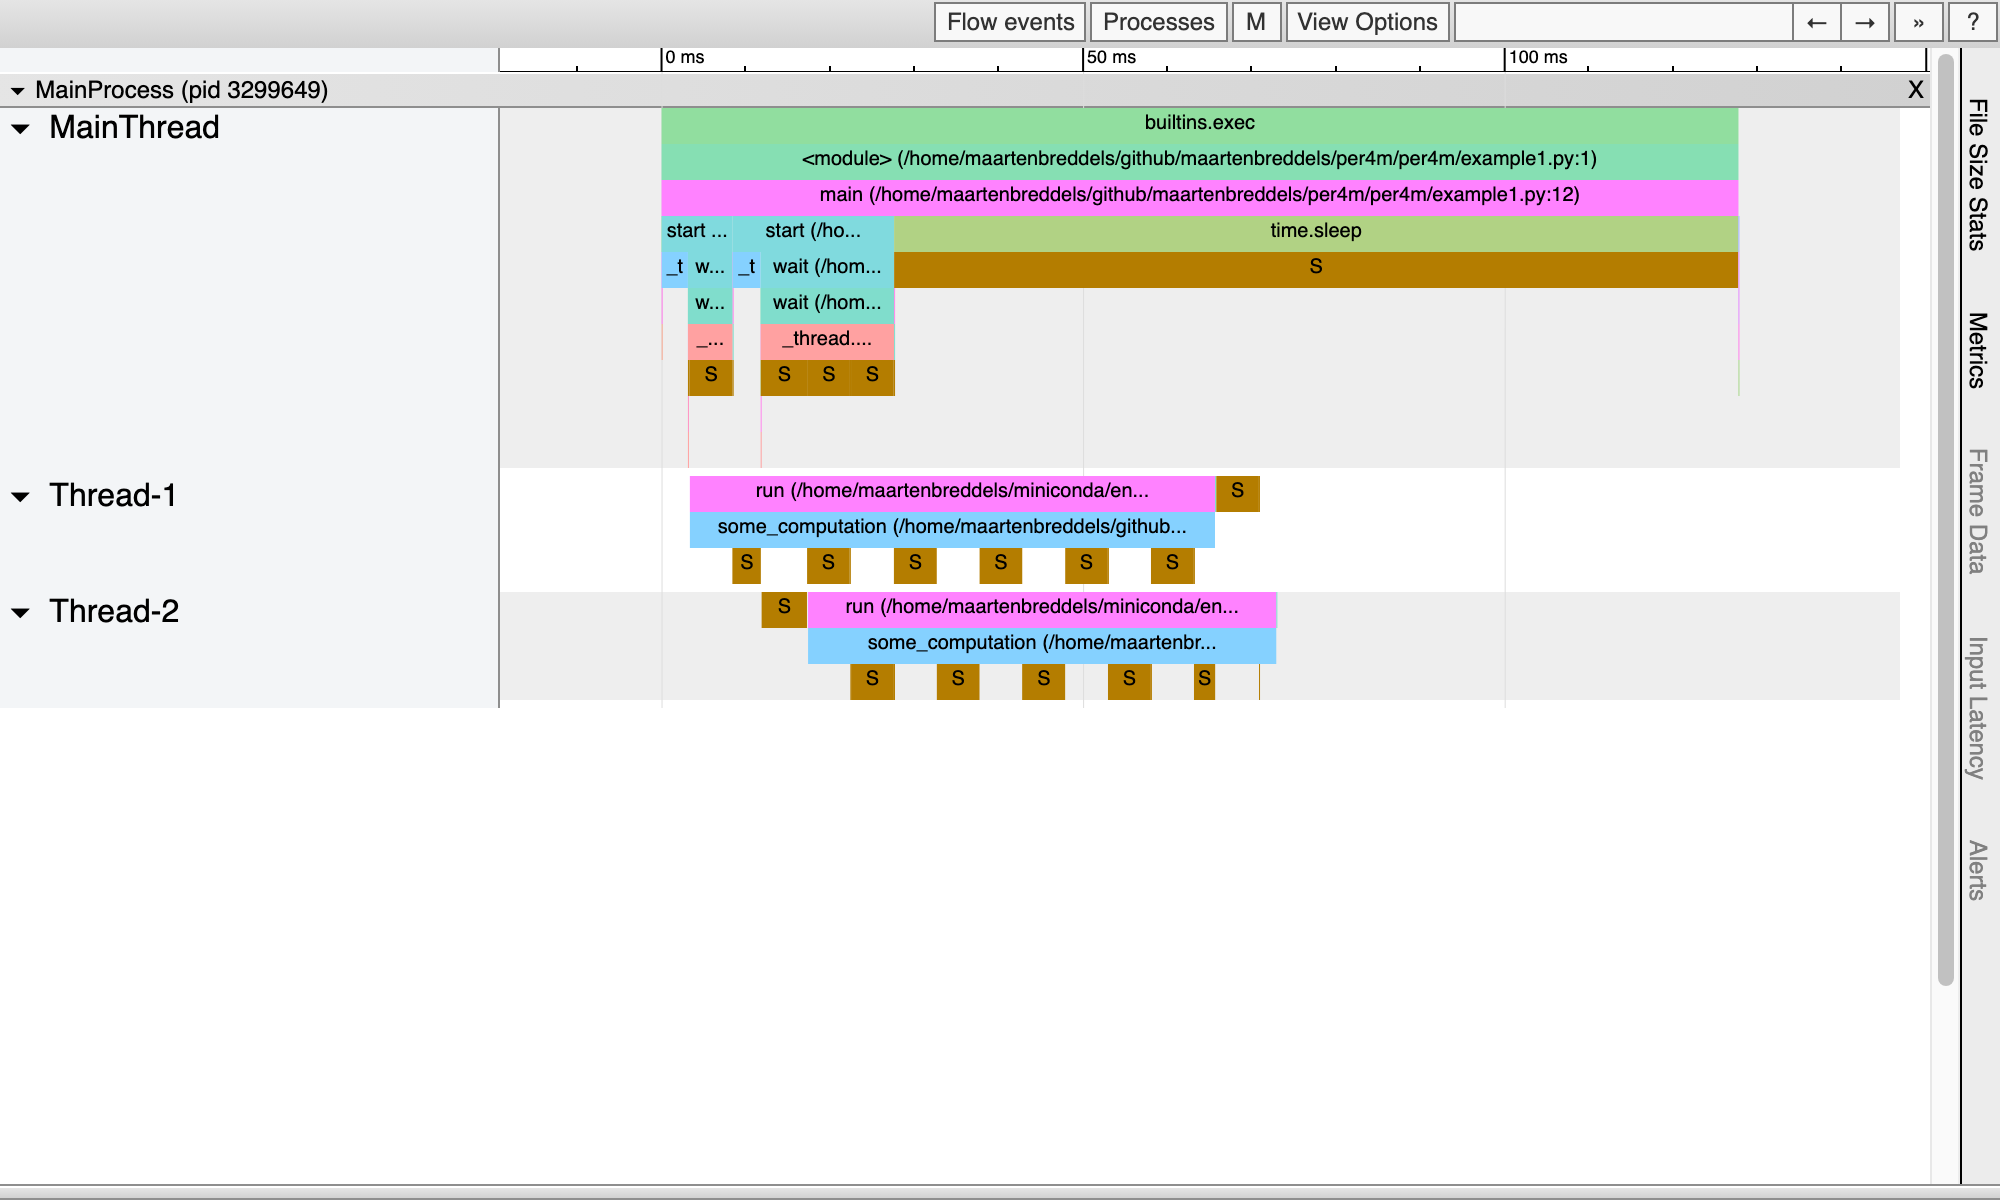 Flow events Processes M View Options ← → » ?
0 ms 50 ms 100 ms
MainProcess (pid 3299649) X
MainThread
builtins.exec
<module> (/home/maartenbreddels/github/maartenbreddels/per4m/per4m/example1.py:1)
main (/home/maartenbreddels/github/maartenbreddels/per4m/per4m/example1.py:12)
start ... start (/ho... time.sleep
_t w... _t wait (/hom... S
w... wait (/hom...
_... _thread....
S S S S
Thread-1
run (/home/maartenbreddels/miniconda/en... S
some_computation (/home/maartenbreddels/github...
S S S S S S
Thread-2
S run (/home/maartenbreddels/miniconda/en...
some_computation (/home/maartenbr...
S S S S S
File Size Stats
Metrics
Frame Data
Input Latency
Alerts